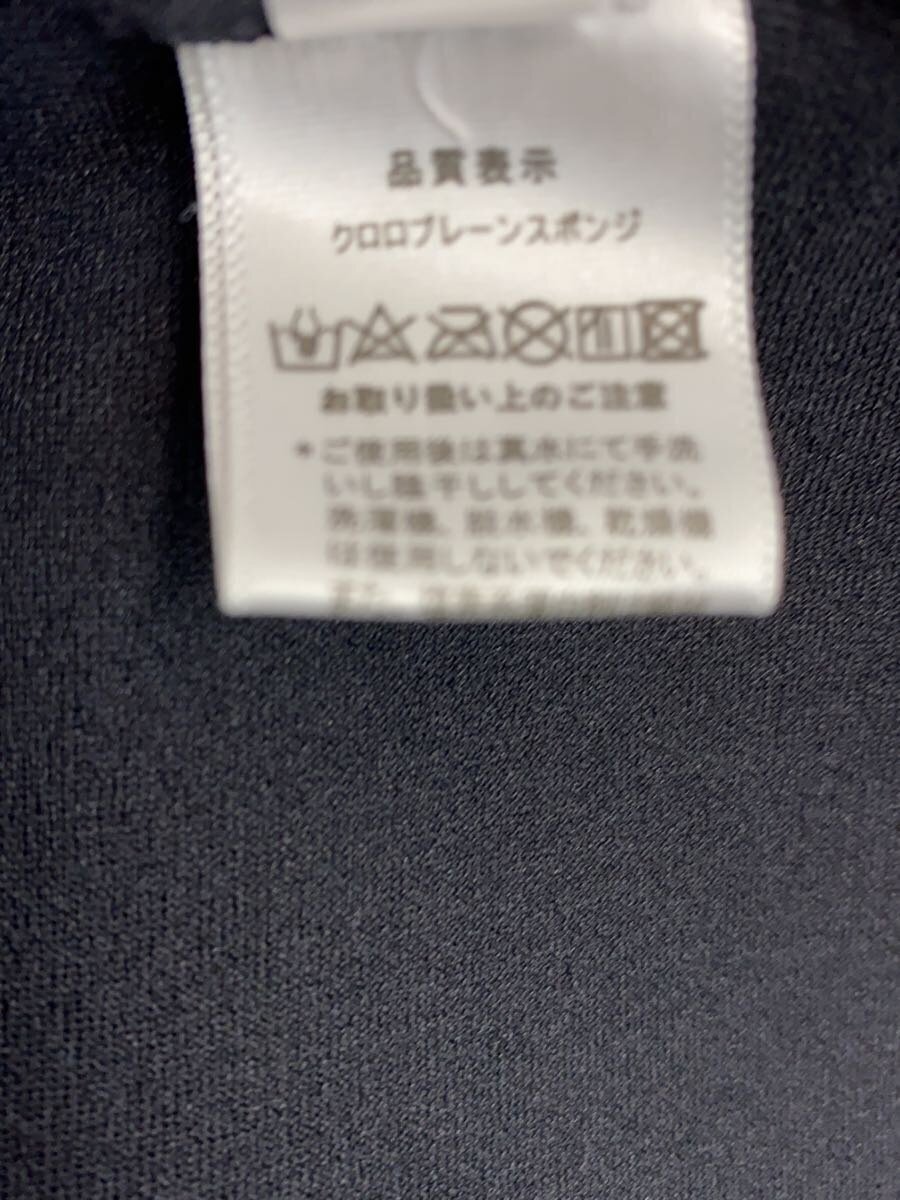 品質表示
クロロプレーンスポンジ
お取り扱い上のご注意
*ご使用後は真水にて手洗
いし陰干ししてください。
洗濯機、脱水機、乾燥機
は使用しないでください。
また、